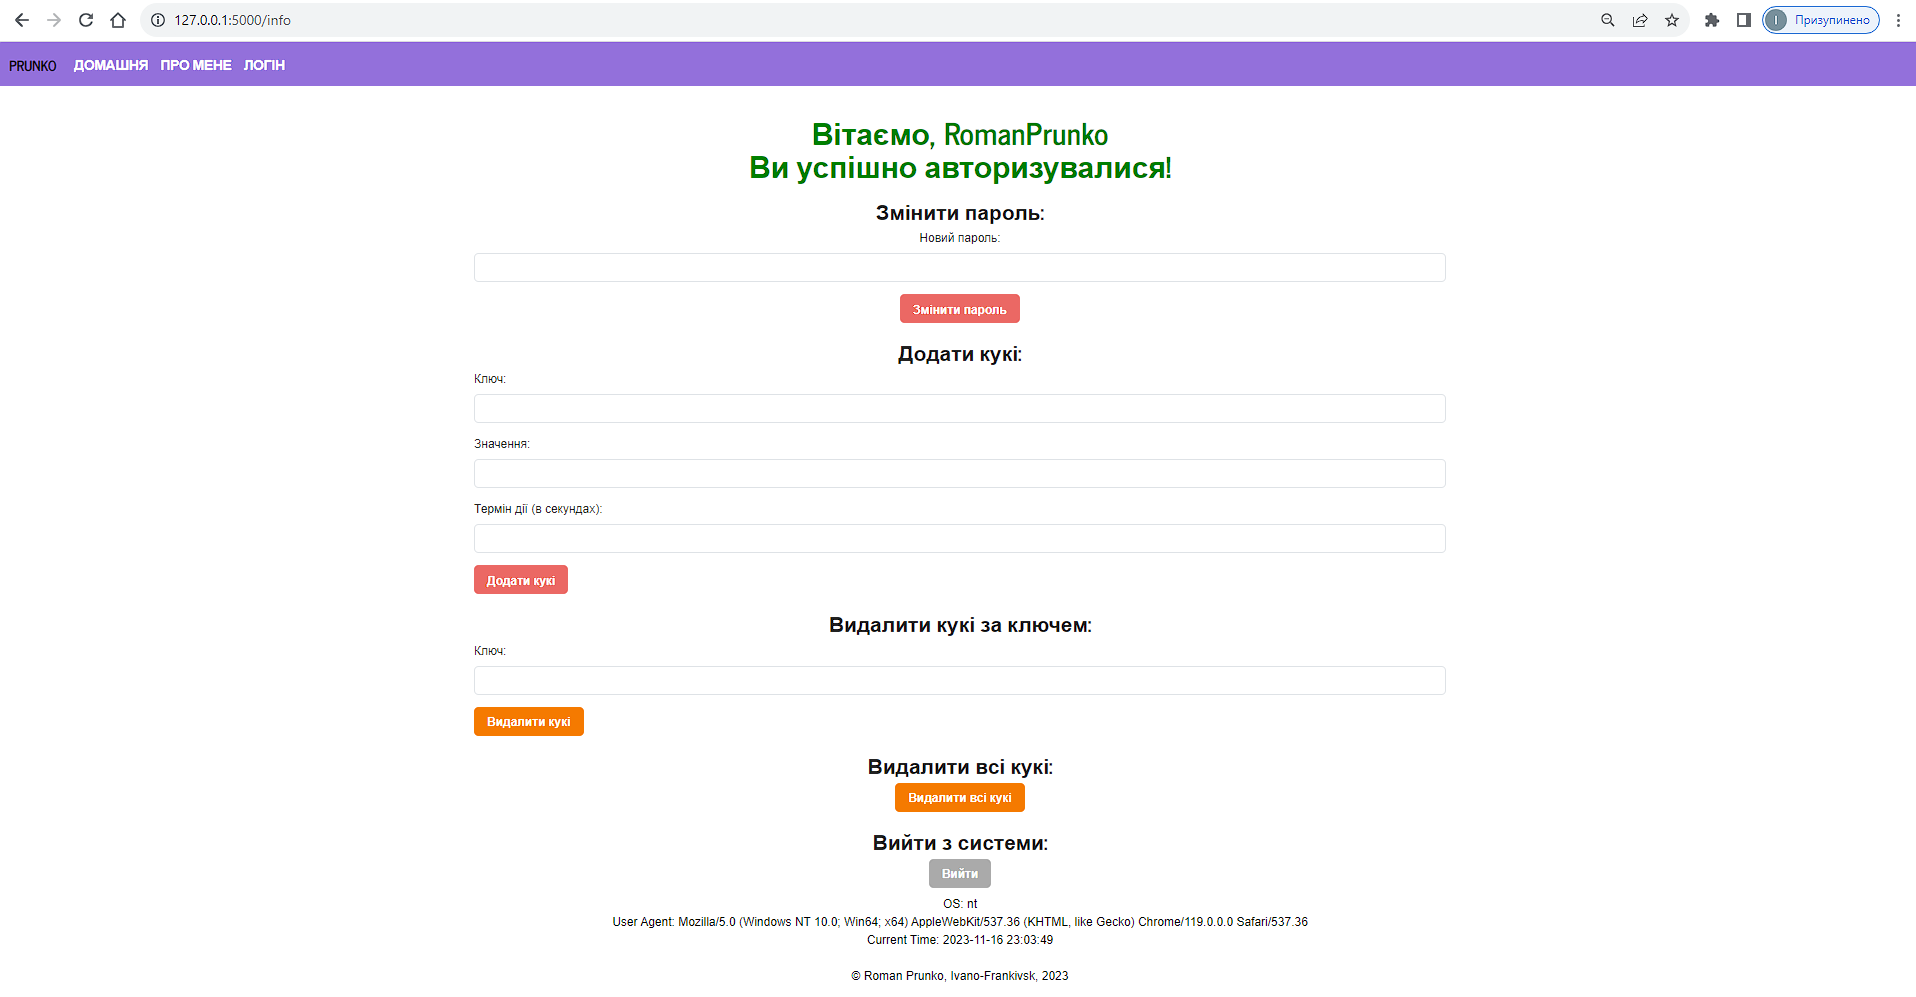 127.0.0.1:5000/info
І Призупинено
PRUNKO ДОМАШНЯ ПРО МЕНЕ ЛОГІН
Вітаємо, RomanPrunko
Ви успішно авторизувалися!
Змінити пароль:
Новий пароль:
Змінити пароль
Додати кукі:
Ключ:
Значення:
Термін дії (в секундах):
Додати кукі
Видалити кукі за ключем:
Ключ:
Видалити кукі
Видалити всі кукі:
Видалити всі кукі
Вийти з системи:
Вийти
OS: nt
User Agent: Mozilla/5.0 (Windows NT 10.0; Win64; x64) AppleWebKit/537.36 (KHTML, like Gecko) Chrome/119.0.0.0 Safari/537.36
Current Time: 2023-11-16 23:03:49
© Roman Prunko, Ivano-Frankivsk, 2023